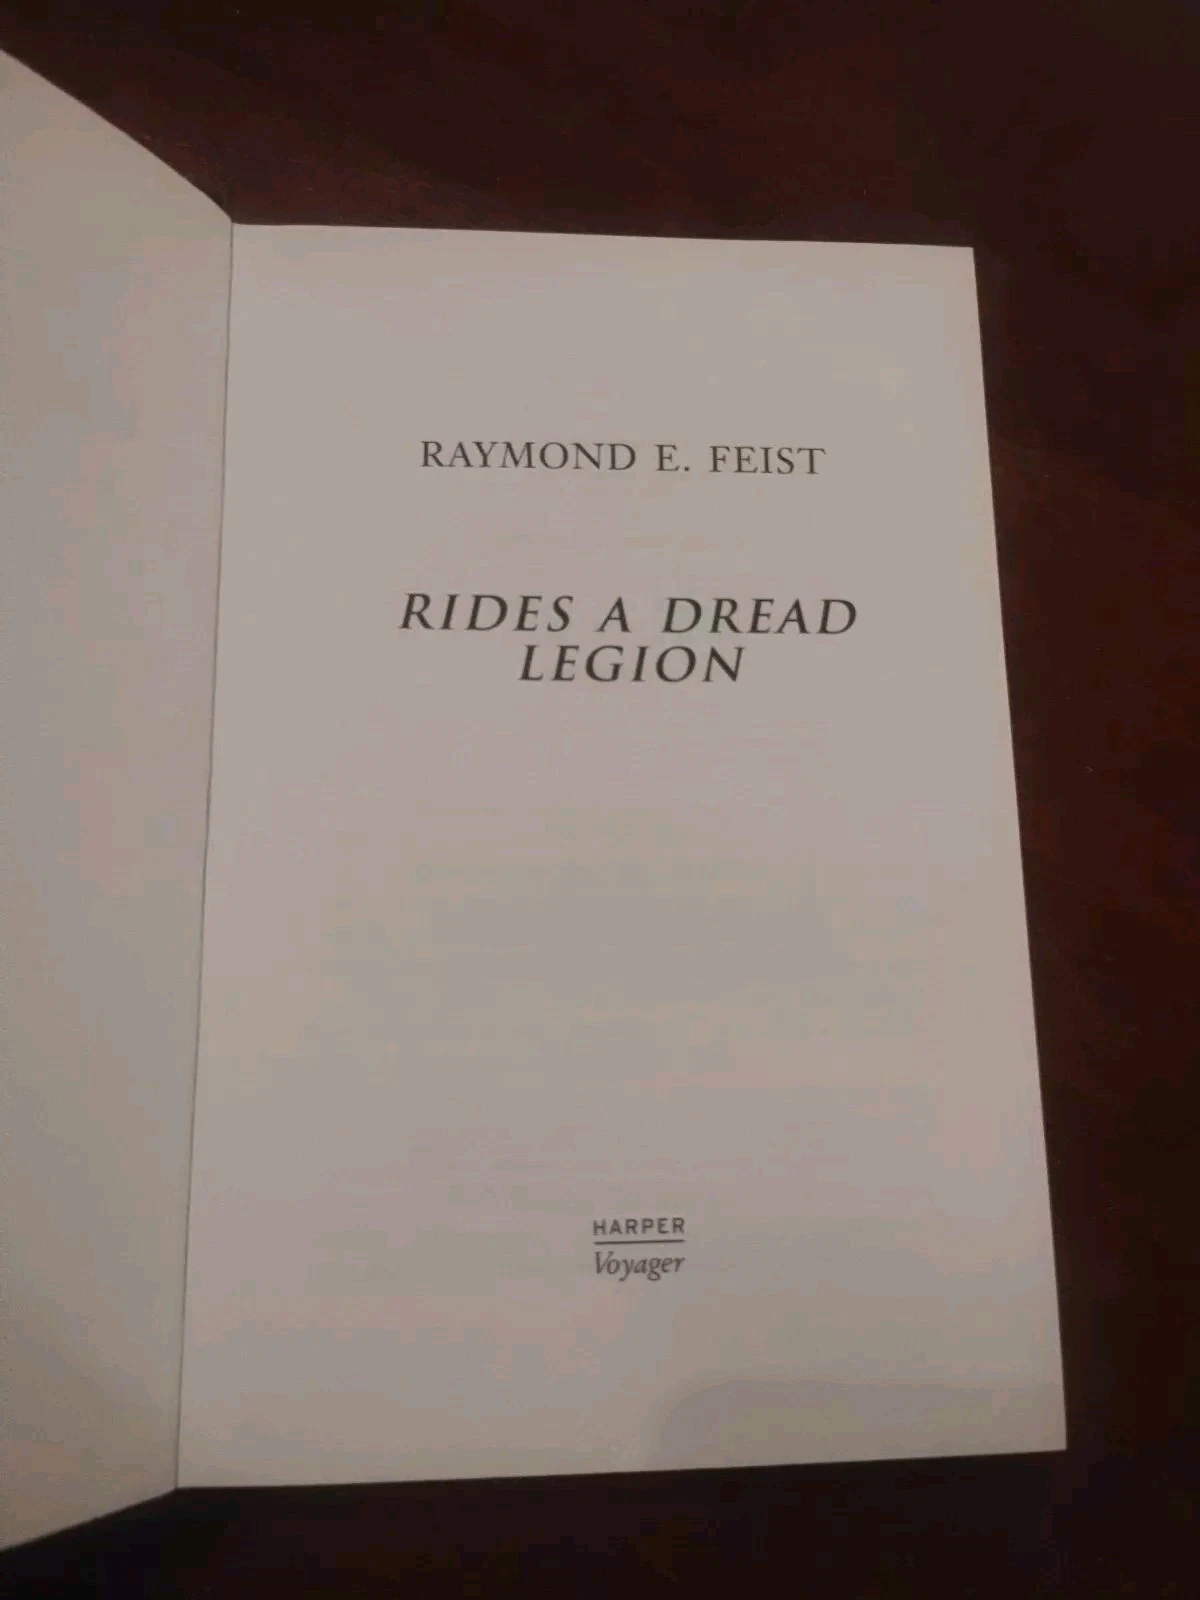 RAYMOND E. FEIST
RIDES A DREAD
LEGION
HARPER
Voyager